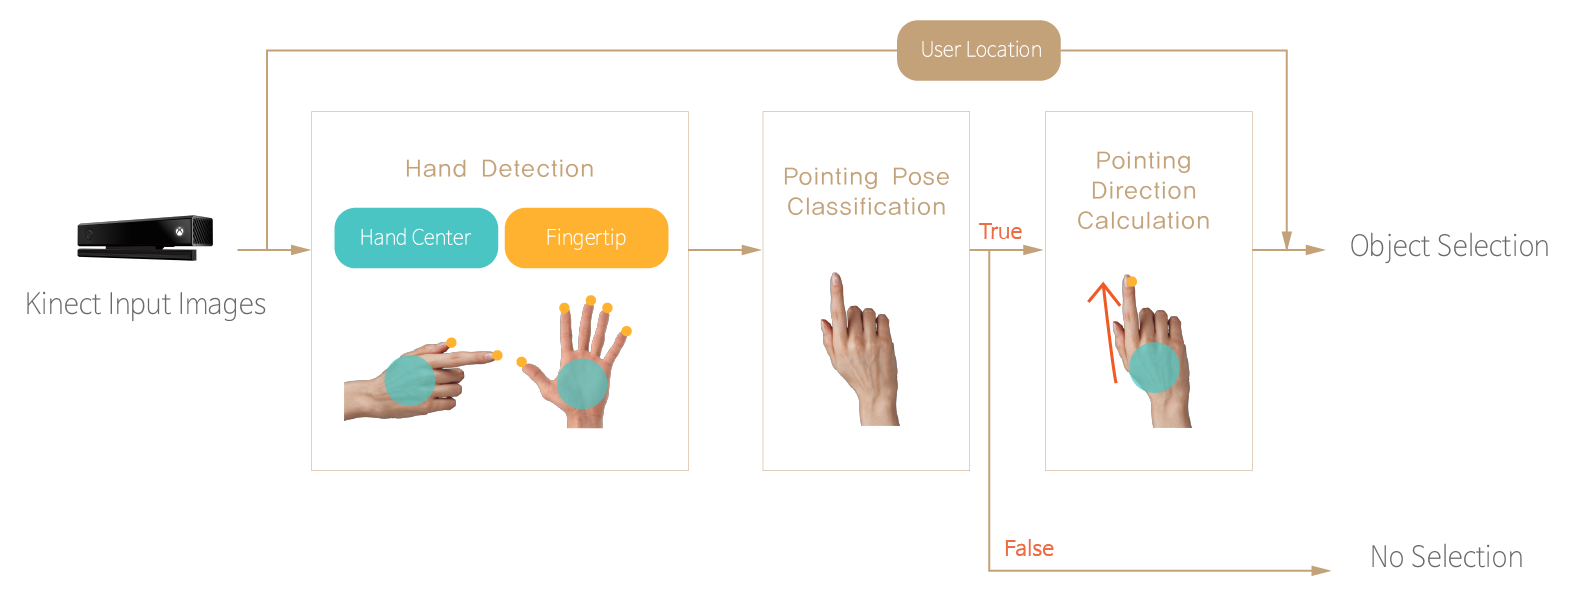 User Location
Hand Detection
Hand Center
Fingertip
Kinect Input Images
Pointing Pose
Classification
True
Pointing
Direction
Calculation
Object Selection
False
No Selection